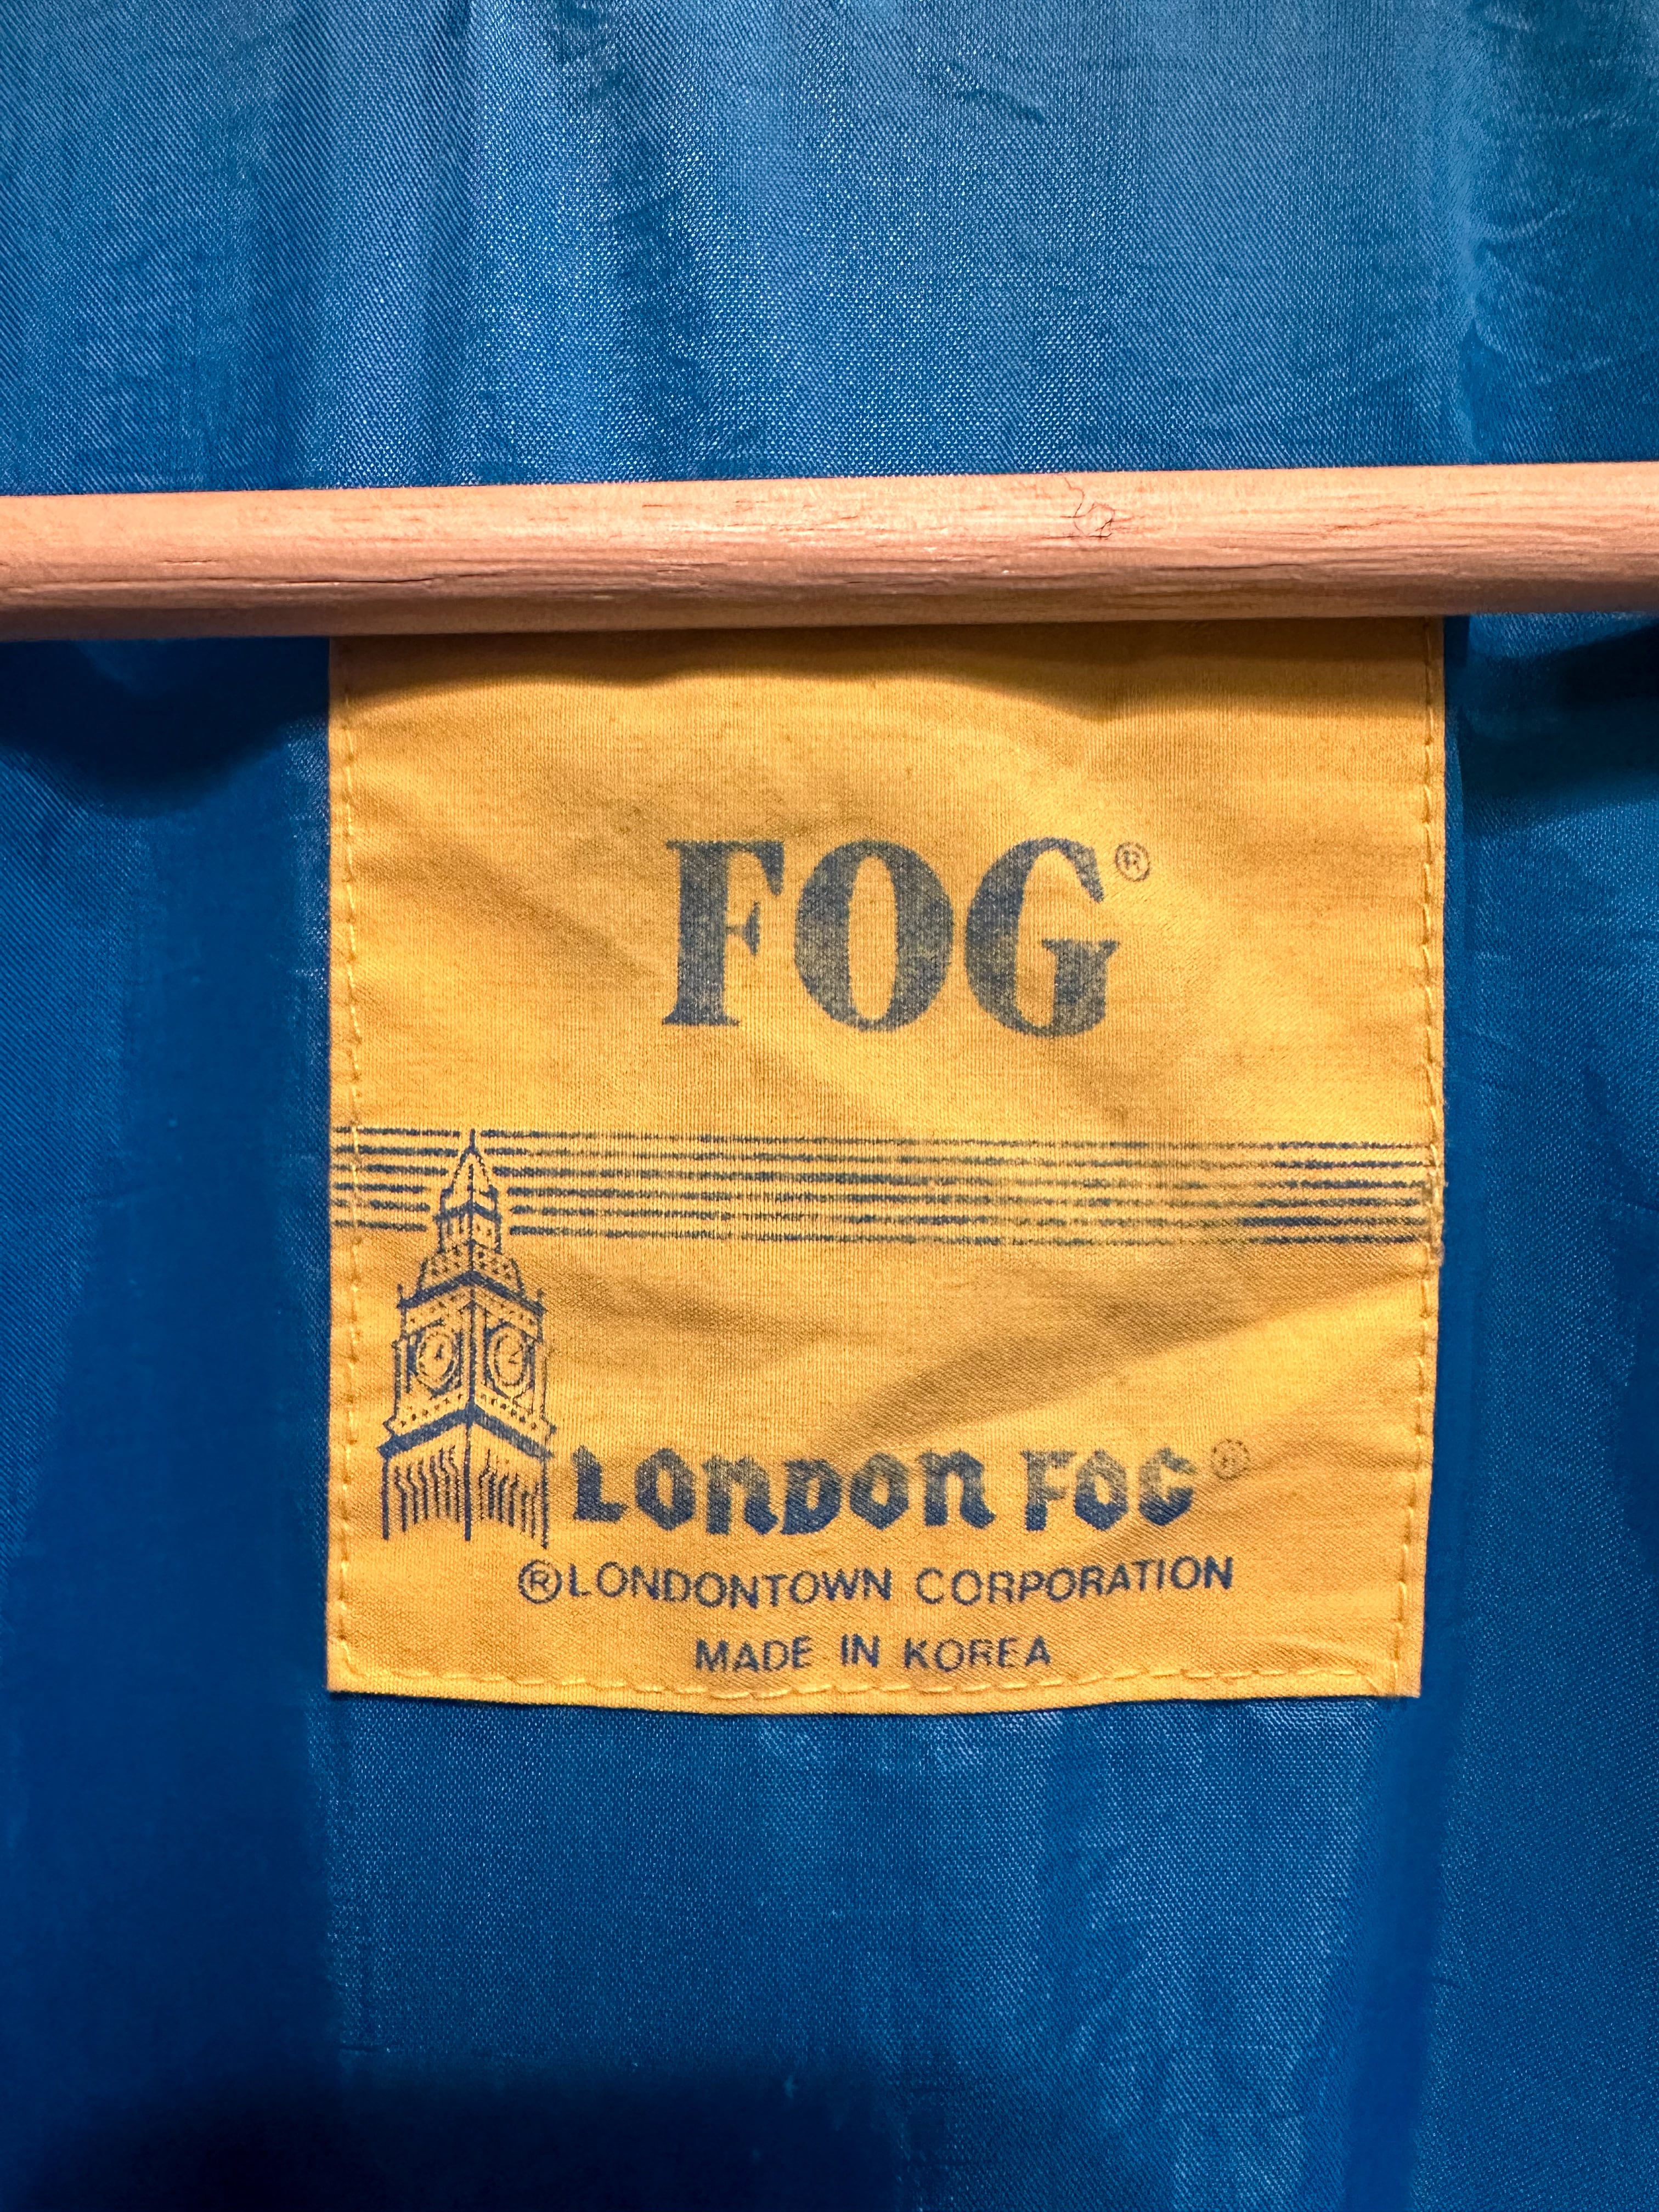 FOG®
LONDON FOG®
®LONDONTOWN CORPORATION
MADE IN KOREA